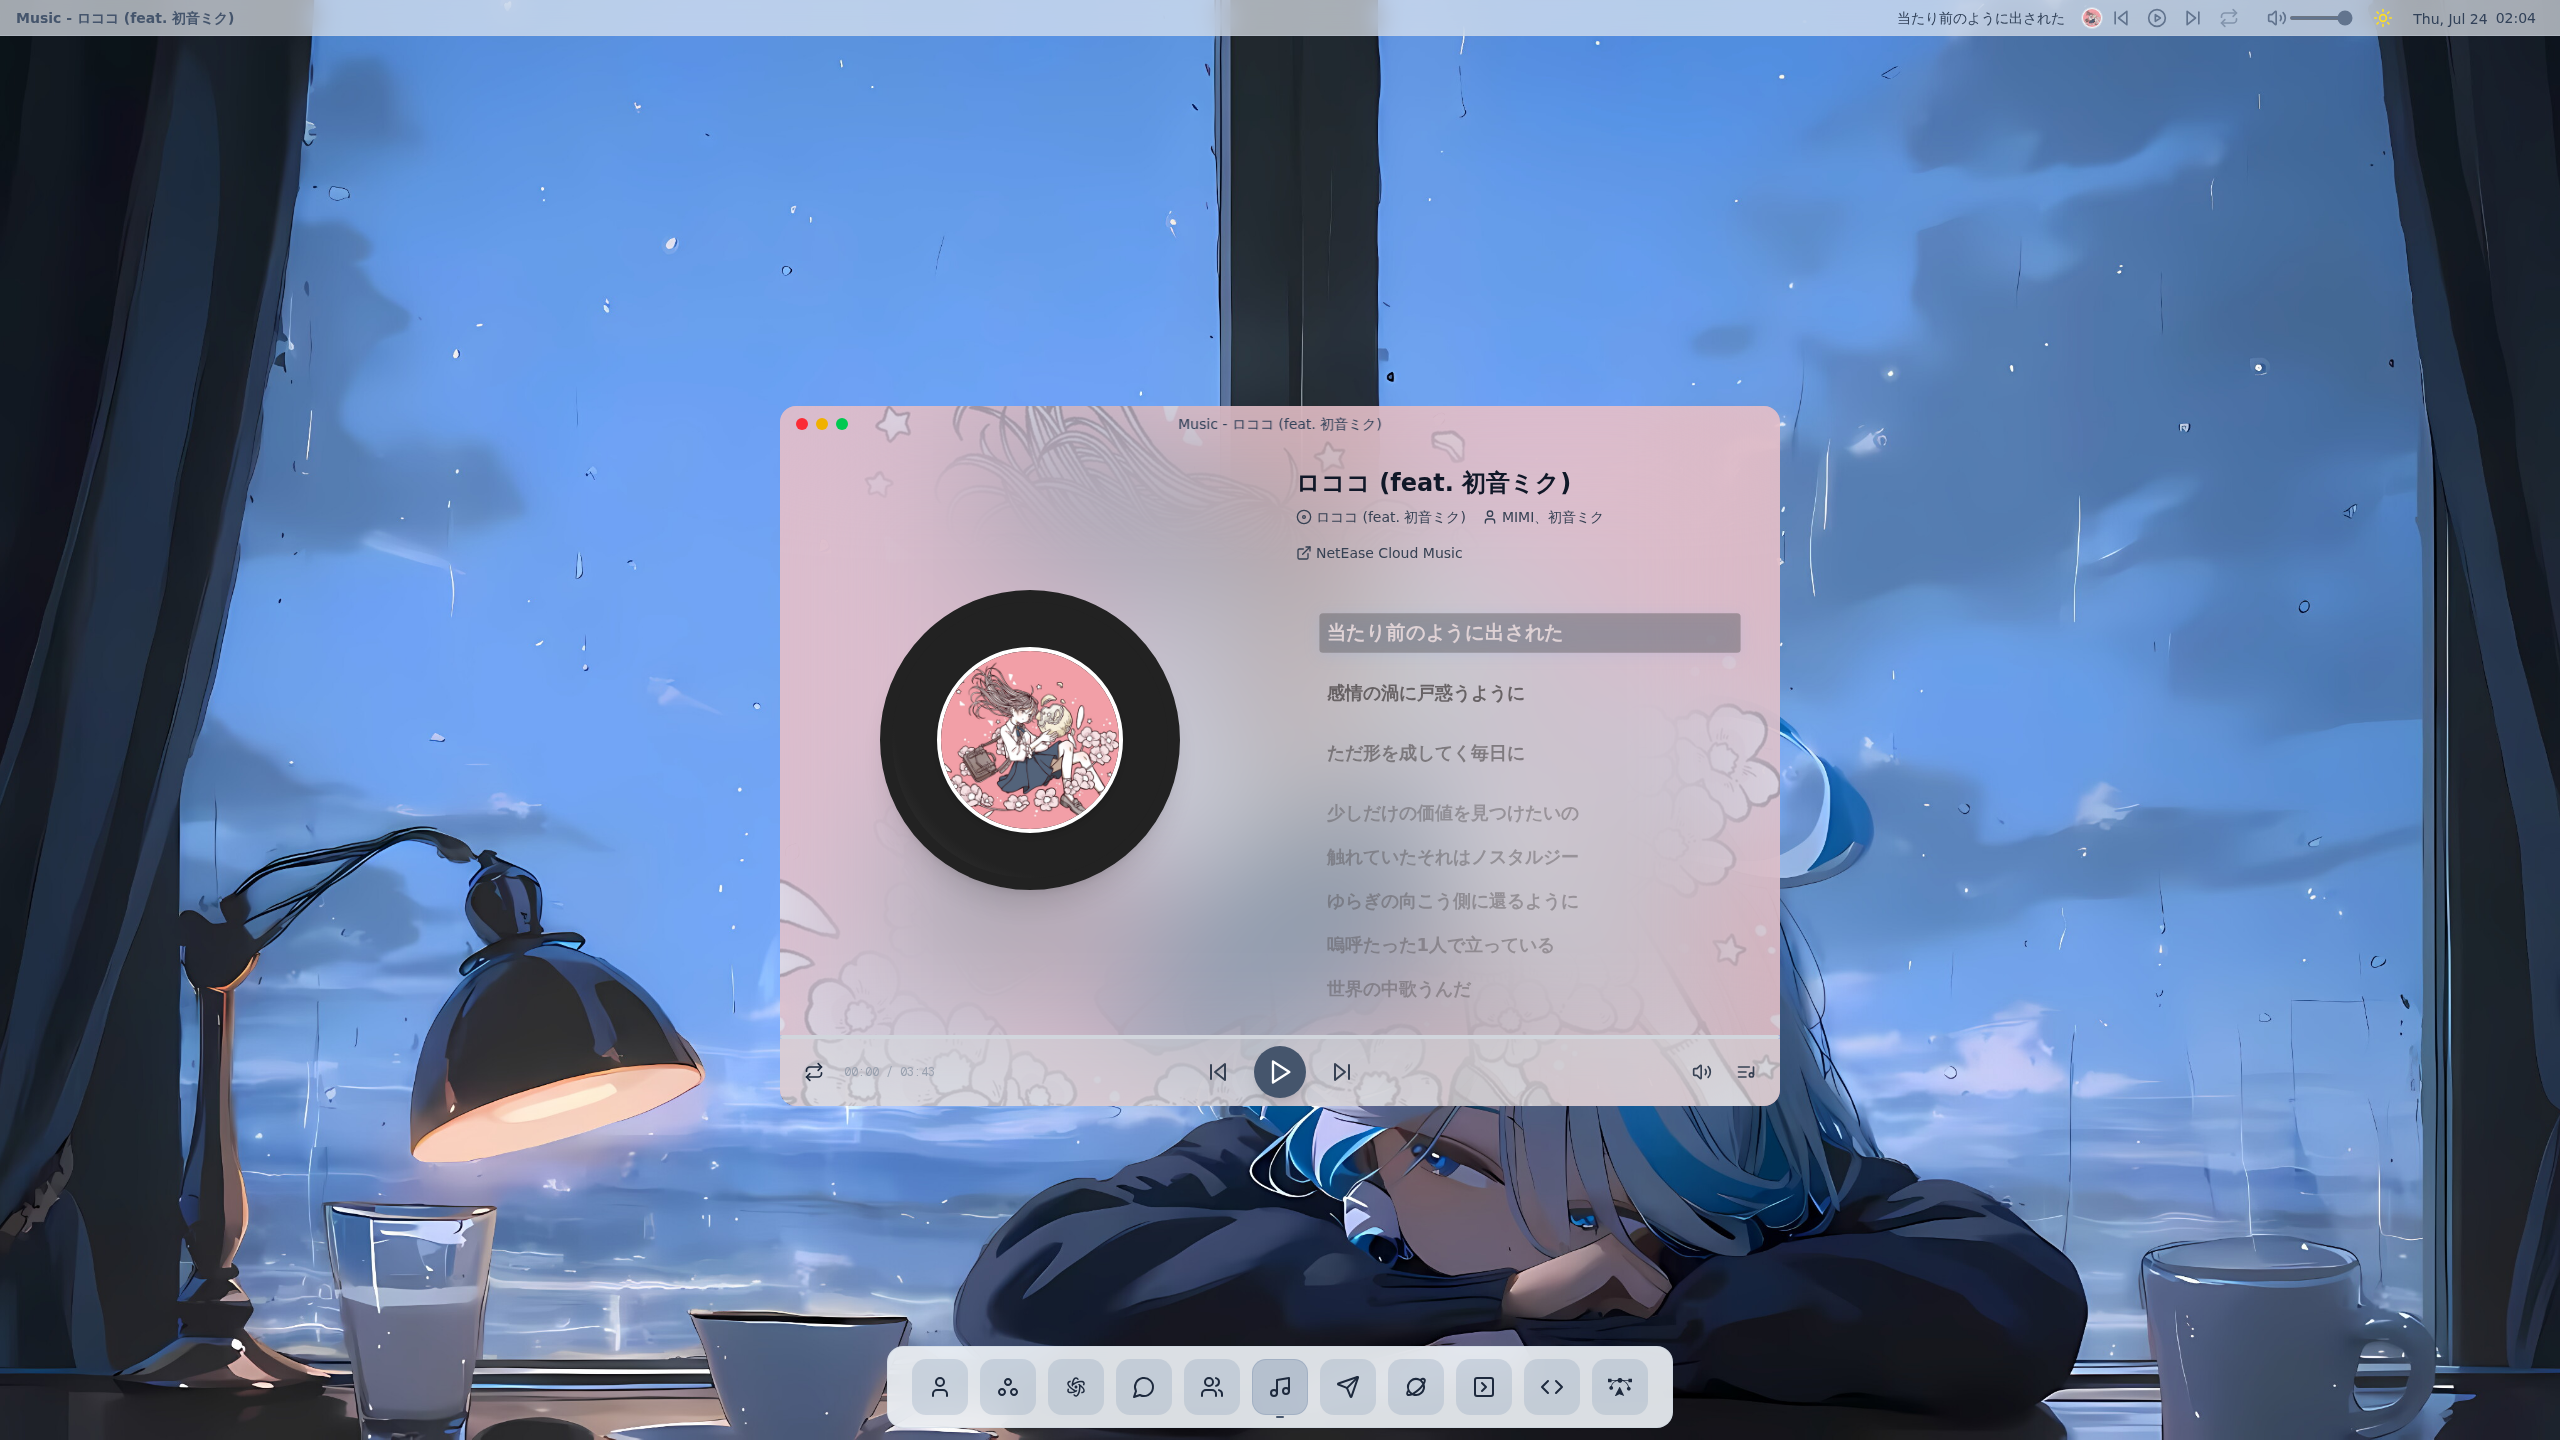 Music - ロココ (feat. 初音ミク)
当たり前のように出された
Thu, Jul 24 02:04
Music - ロココ (feat. 初音ミク)
ロココ (feat. 初音ミク)
ロココ (feat. 初音ミク) MIMI、初音ミク
NetEase Cloud Music
当たり前のように出された
感情の渦に戸惑うように
ただ形を成してく毎日に
少しだけの価値を見つけたいの
触れていたそれはノスタルジー
ゆらぎの向こう側に還るように
嗚呼たった1人で立っている
世界の中歌うんだ
00:00 / 03:43